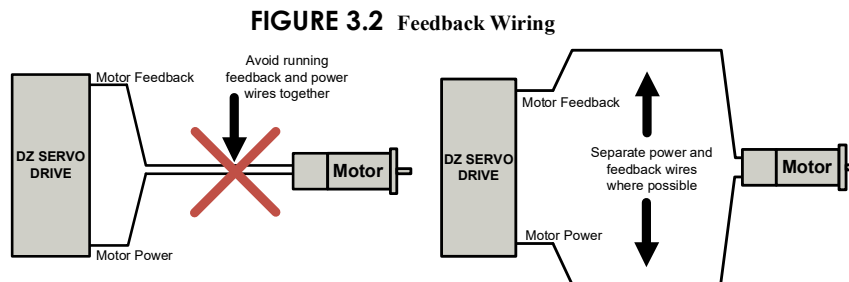 FIGURE 3.2 Feedback Wiring
Motor Feedback
Avoid running
feedback and power
wires together
DZ SERVO
DRIVE
Motor
Motor Power
Motor Feedback
DZ SERVO
DRIVE
Separate power and
feedback wires
where possible
Motor
Motor Power